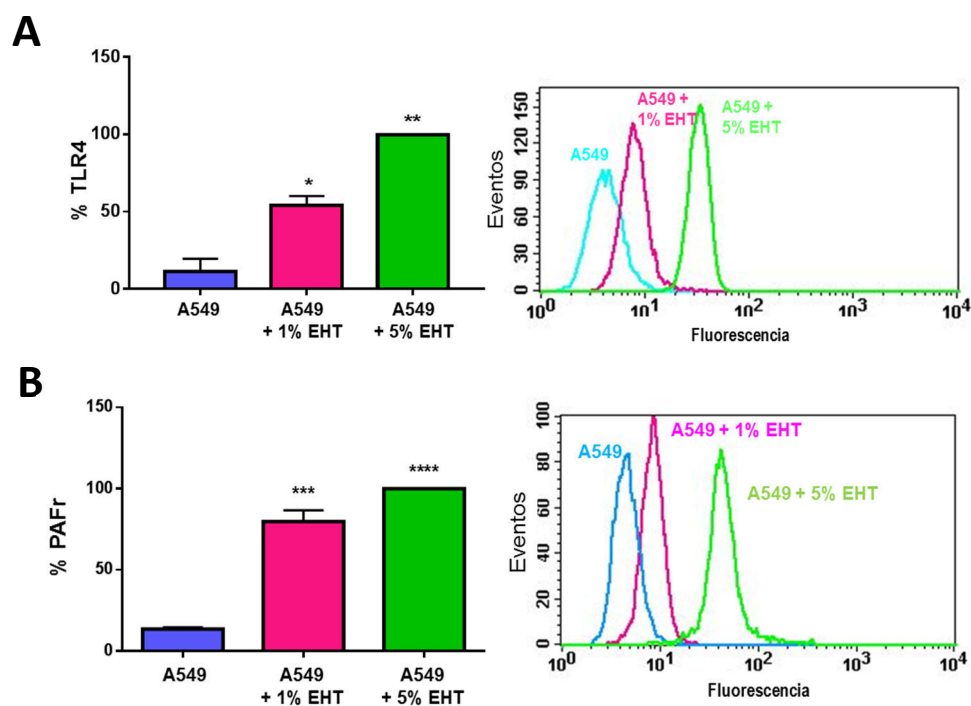 A
% TLR4
150
100
50
0
*
**
A549
A549
+ 1% EHT
A549
+ 5% EHT
Eventos
150
120
90
60
30
0
A549
A549 +
1% EHT
A549 +
5% EHT
10⁰ 10¹ 10² 10³ 10⁴
Fluorescencia
B
% PAFr
150
100
50
0
***
****
A549
A549
+ 1% EHT
A549
+ 5% EHT
Eventos
100
80
60
40
20
0
A549
A549 + 1% EHT
A549 + 5% EHT
10⁰ 10¹ 10² 10³ 10⁴
Fluorescencia